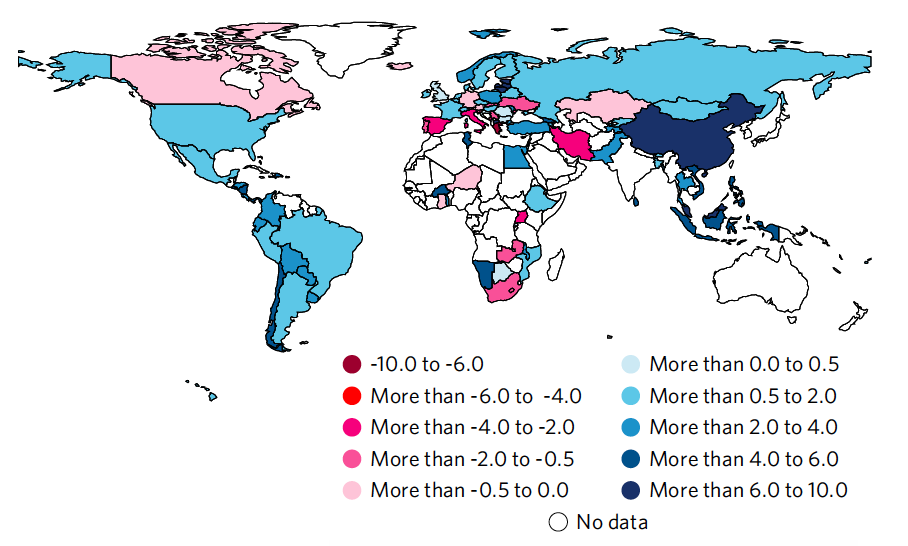 -10.0 to -6.0
More than -6.0 to -4.0
More than -4.0 to -2.0
More than -2.0 to -0.5
More than -0.5 to 0.0
More than 0.0 to 0.5
More than 0.5 to 2.0
More than 2.0 to 4.0
More than 4.0 to 6.0
More than 6.0 to 10.0
No data